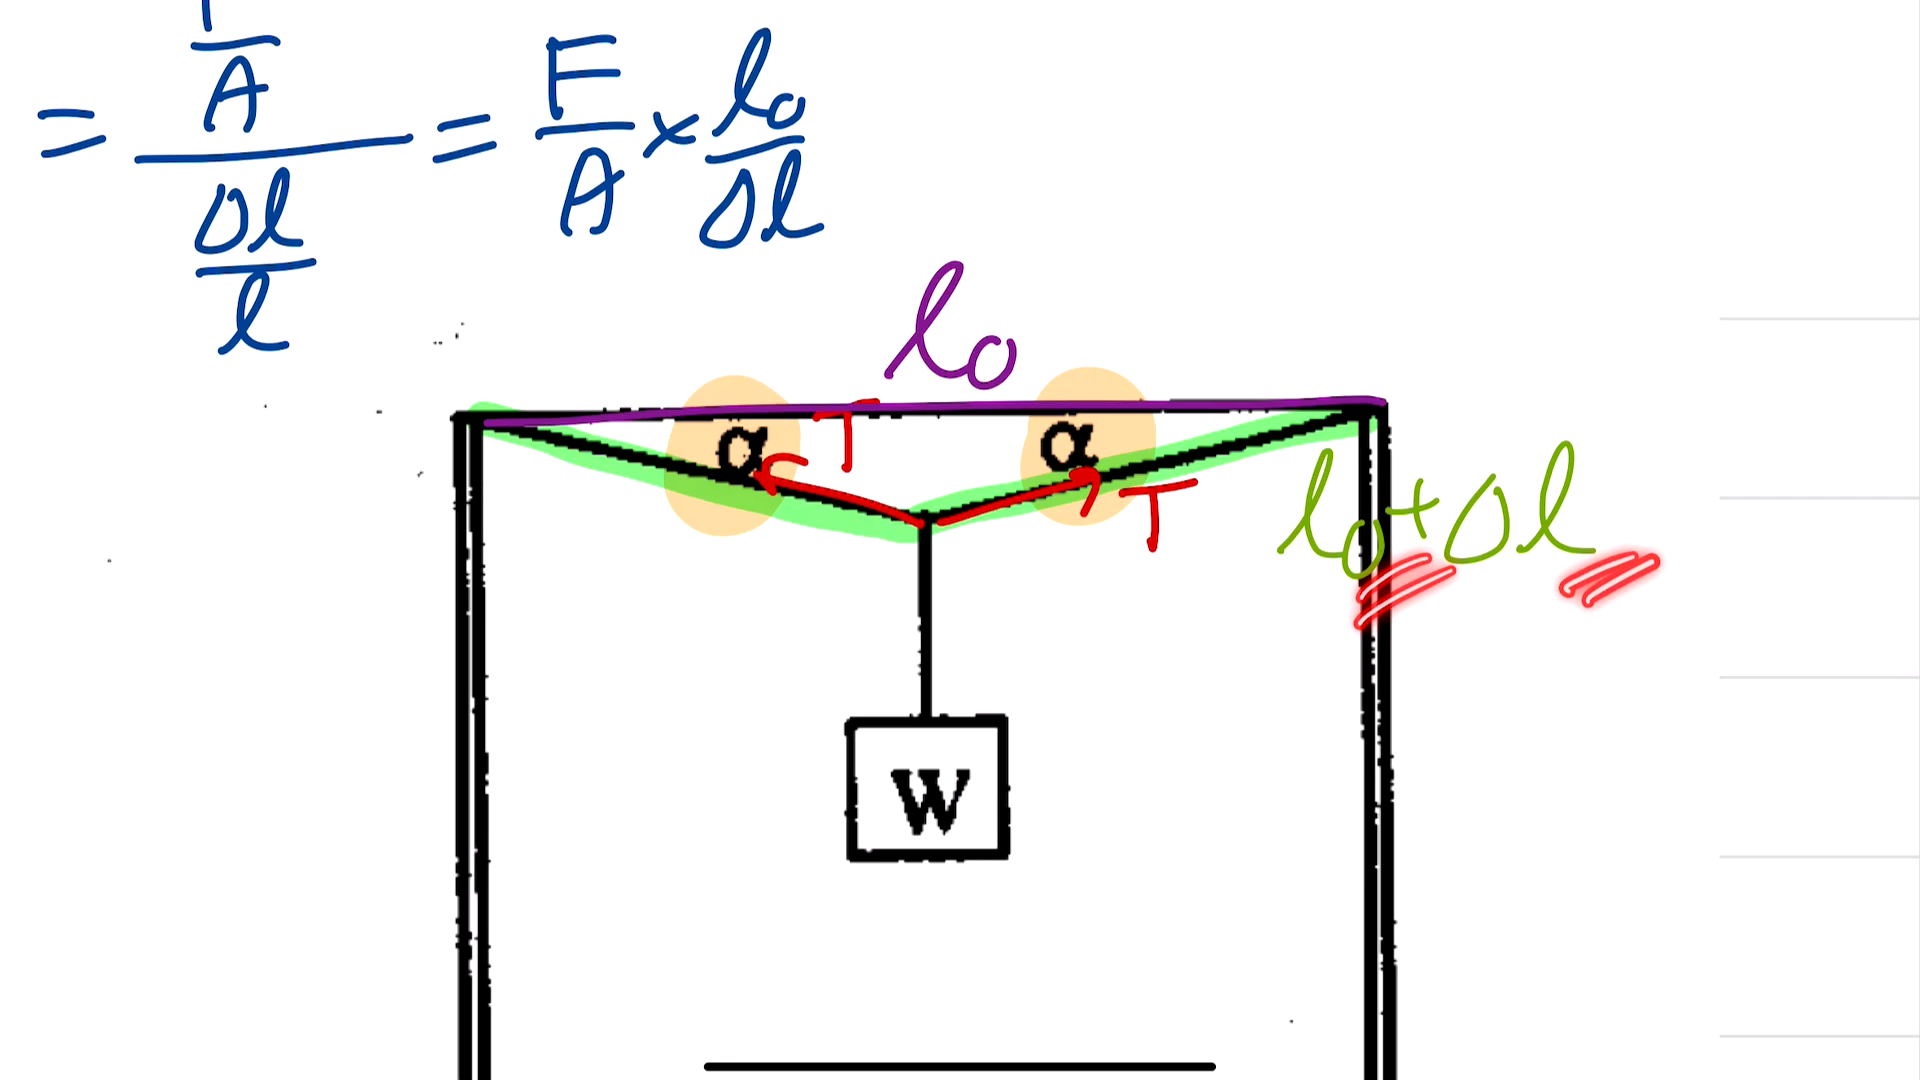 = A / Δl / l = F/A × l₀/Δl
l₀
α T α T l₀+Δl
W